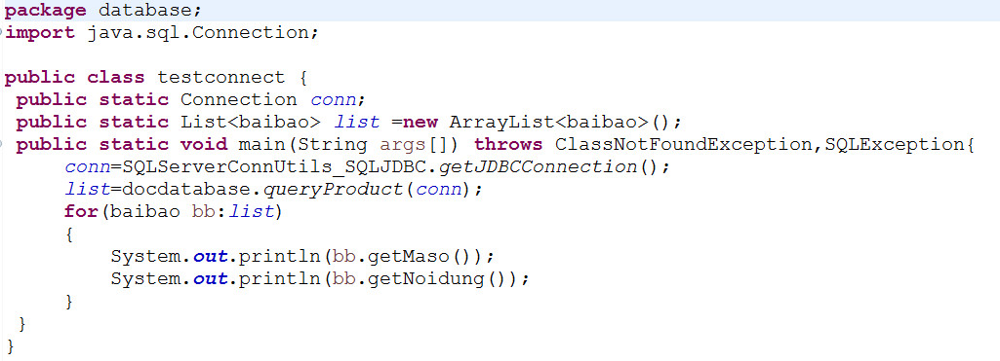 package database;
import java.sql.Connection;
public class testconnect {
public static Connection conn;
public static List<baibao> list =new ArrayList<baibao>();
public static void main(String args[]) throws ClassNotFoundException,SQLException{
conn=SQLServerConnUtils_SQLJDBC.getJDBCConnection();
list=docdatabase.queryProduct(conn);
for(baibao bb:list)
{
System.out.println(bb.getMaso());
System.out.println(bb.getNoidung());
}
}
}